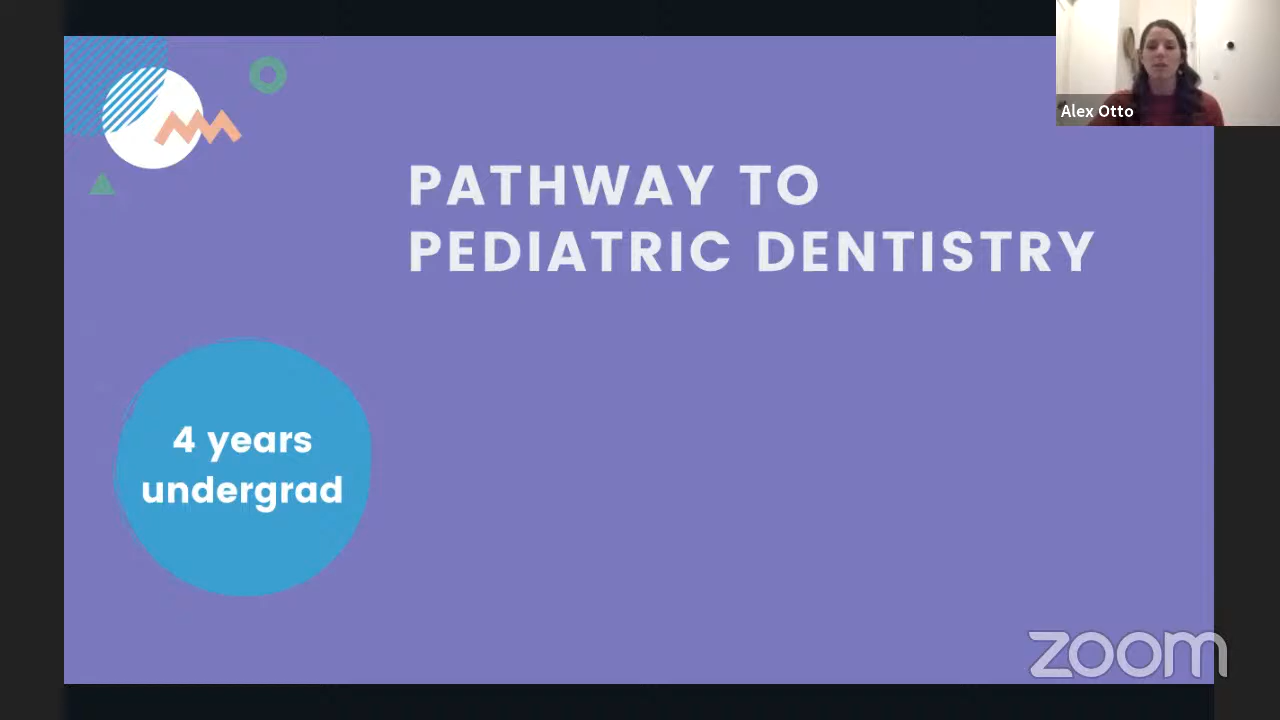 Alex Otto
PATHWAY TO
PEDIATRIC DENTISTRY
4 years
undergrad
zoom